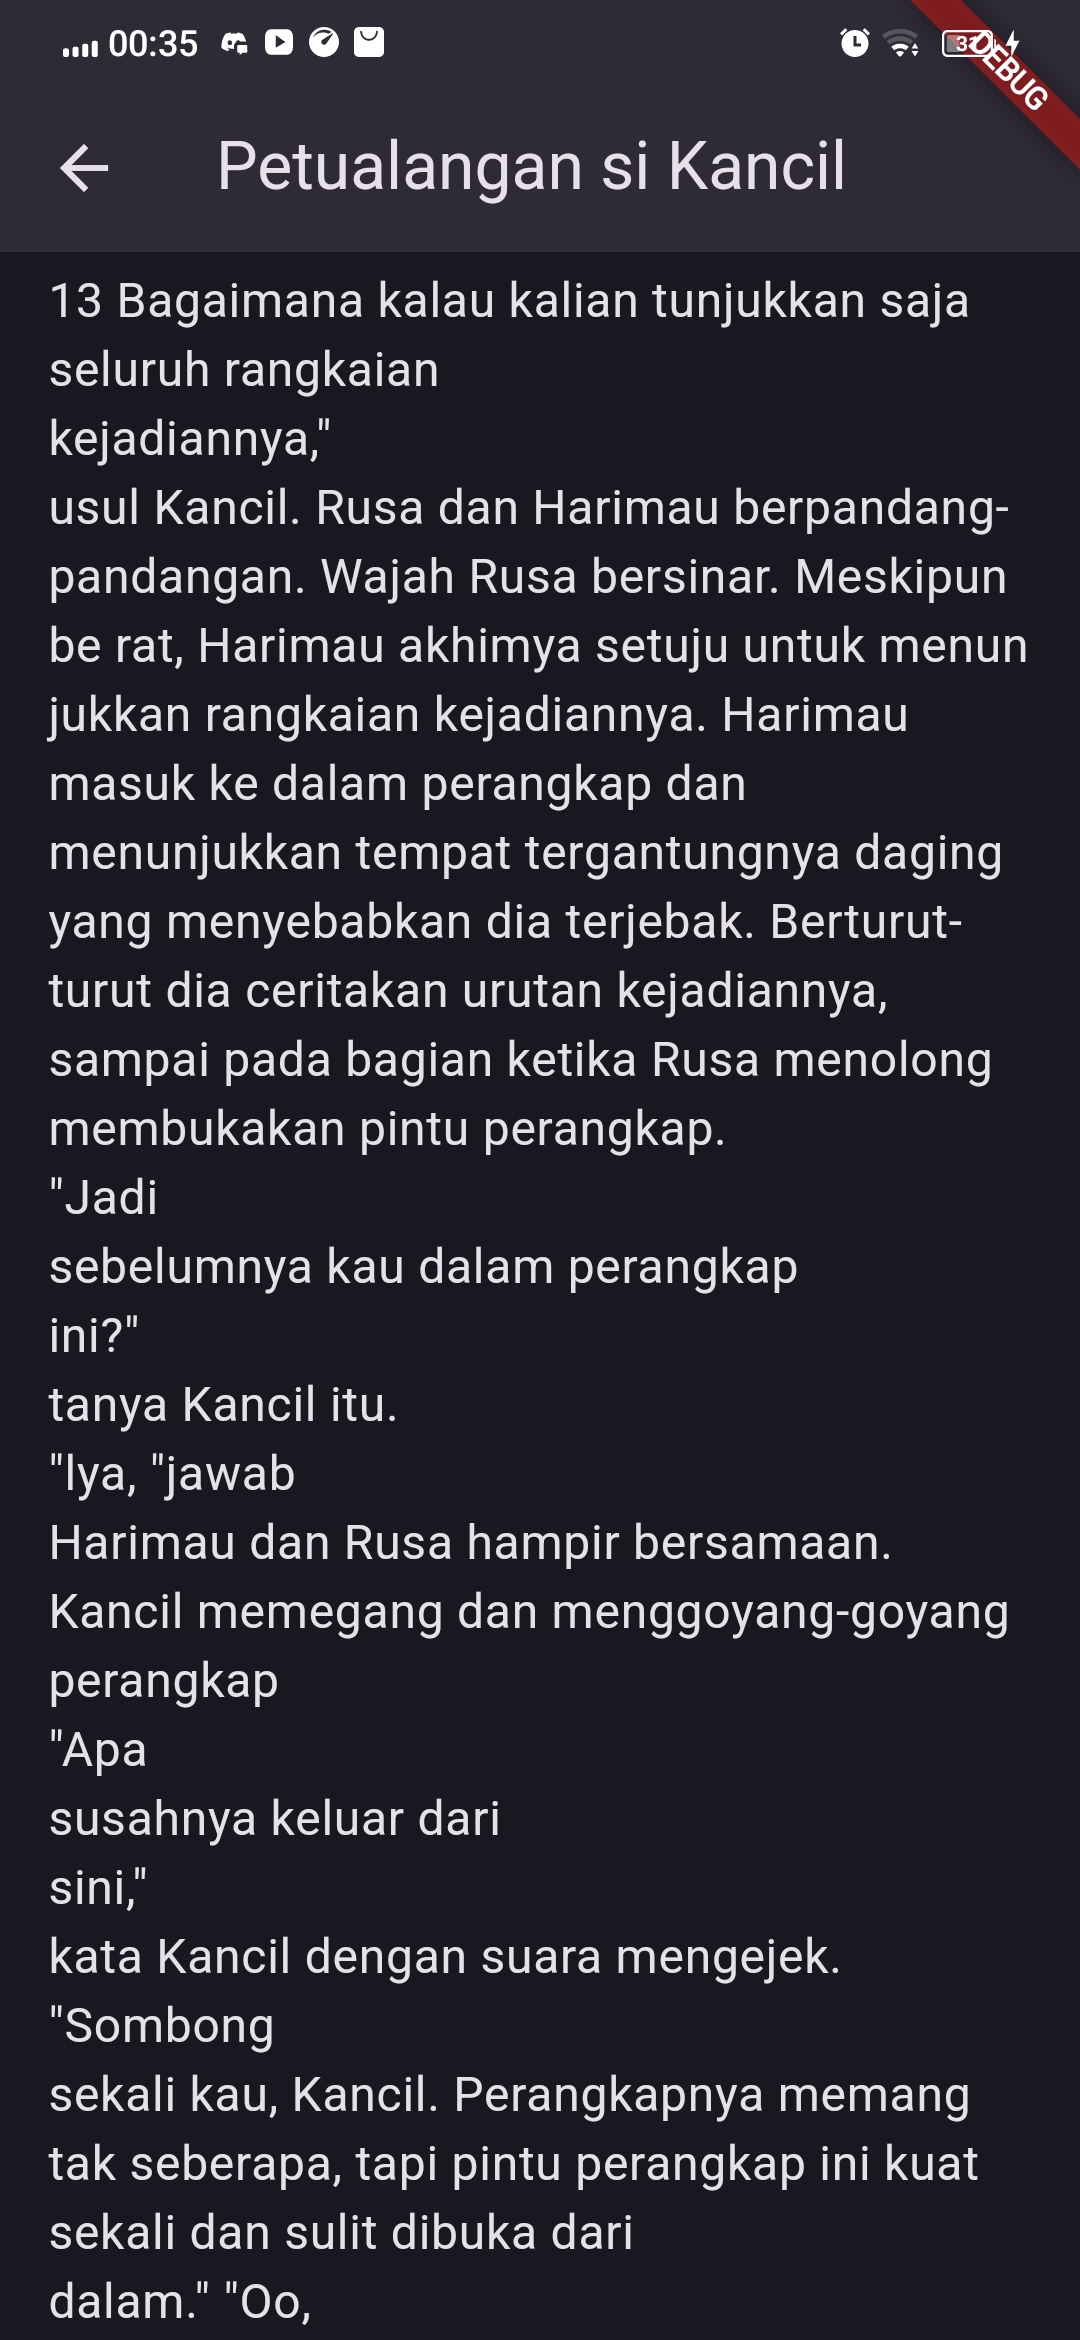 00:35
31
DEBUG
Petualangan si Kancil
13 Bagaimana kalau kalian tunjukkan saja
seluruh rangkaian
kejadiannya,"
usul Kancil. Rusa dan Harimau berpandang-
pandangan. Wajah Rusa bersinar. Meskipun
be rat, Harimau akhimya setuju untuk menun
jukkan rangkaian kejadiannya. Harimau
masuk ke dalam perangkap dan
menunjukkan tempat tergantungnya daging
yang menyebabkan dia terjebak. Berturut-
turut dia ceritakan urutan kejadiannya,
sampai pada bagian ketika Rusa menolong
membukakan pintu perangkap.
"Jadi
sebelumnya kau dalam perangkap
ini?"
tanya Kancil itu.
"lya, "jawab
Harimau dan Rusa hampir bersamaan.
Kancil memegang dan menggoyang-goyang
perangkap
"Apa
susahnya keluar dari
sini,"
kata Kancil dengan suara mengejek.
"Sombong
sekali kau, Kancil. Perangkapnya memang
tak seberapa, tapi pintu perangkap ini kuat
sekali dan sulit dibuka dari
dalam." "Oo,